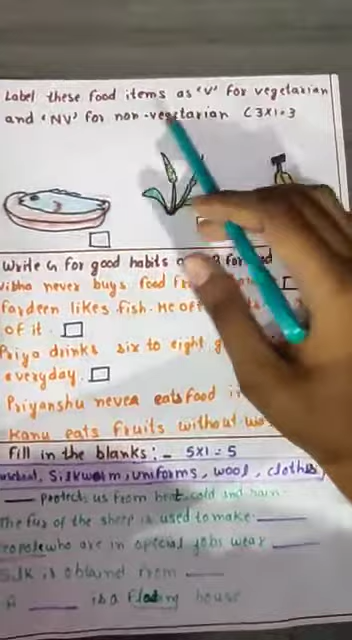 Label these food items as 'V' for vegetarian
and 'NV' for non-vegetarian (3x1=3
Write G for good habits B for
Vibha never buys food
fardeen likes fish. He
of it.
Priya drinks six to eight g
everyday.
Priyanshu never eats food
Kanu eats fruits without
Fill in the blanks:- 5x1=5
, Silkworm, uniforms, wool, clothes
protect us from heat, cold and rain
The fur of the sheep is used to make
People who are in special jobs wear
Silk is obtained from
A is a floating house